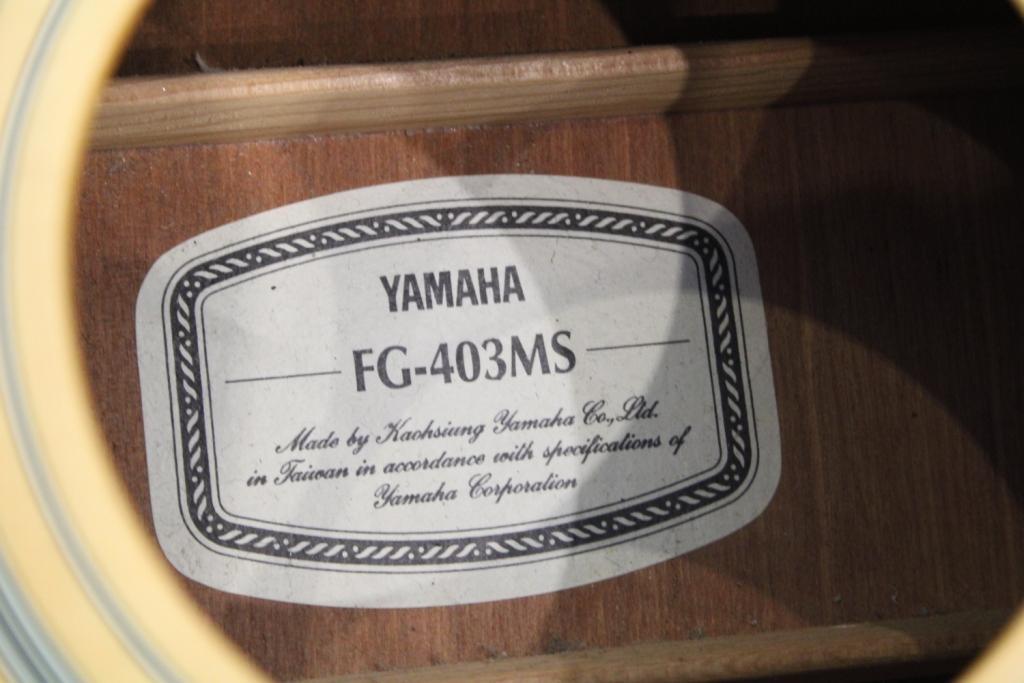 YAMAHA
FG-403MS
Made by Kaohsiung Yamaha Co., Ltd.
in Taiwan in accordance with specifications of
Yamaha Corporation